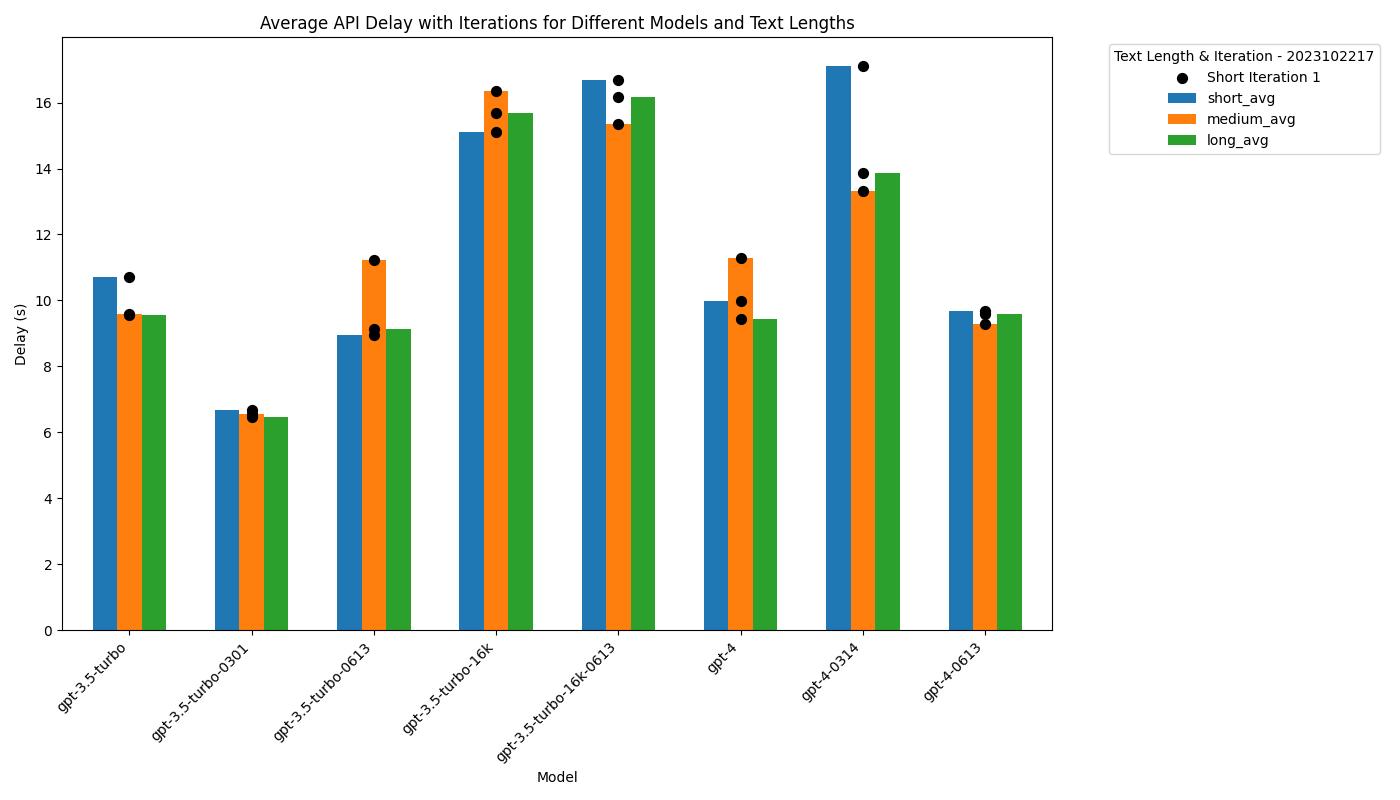 Average API Delay with Iterations for Different Models and Text Lengths
Text Length & Iteration - 2023102217
Short Iteration 1
short_avg
medium_avg
long_avg
Delay (s)
16
14
12
10
8
6
4
2
0
gpt-3.5-turbo
gpt-3.5-turbo-0301
gpt-3.5-turbo-0613
gpt-3.5-turbo-16k
gpt-3.5-turbo-16k-0613
gpt-4
gpt-4-0314
gpt-4-0613
Model